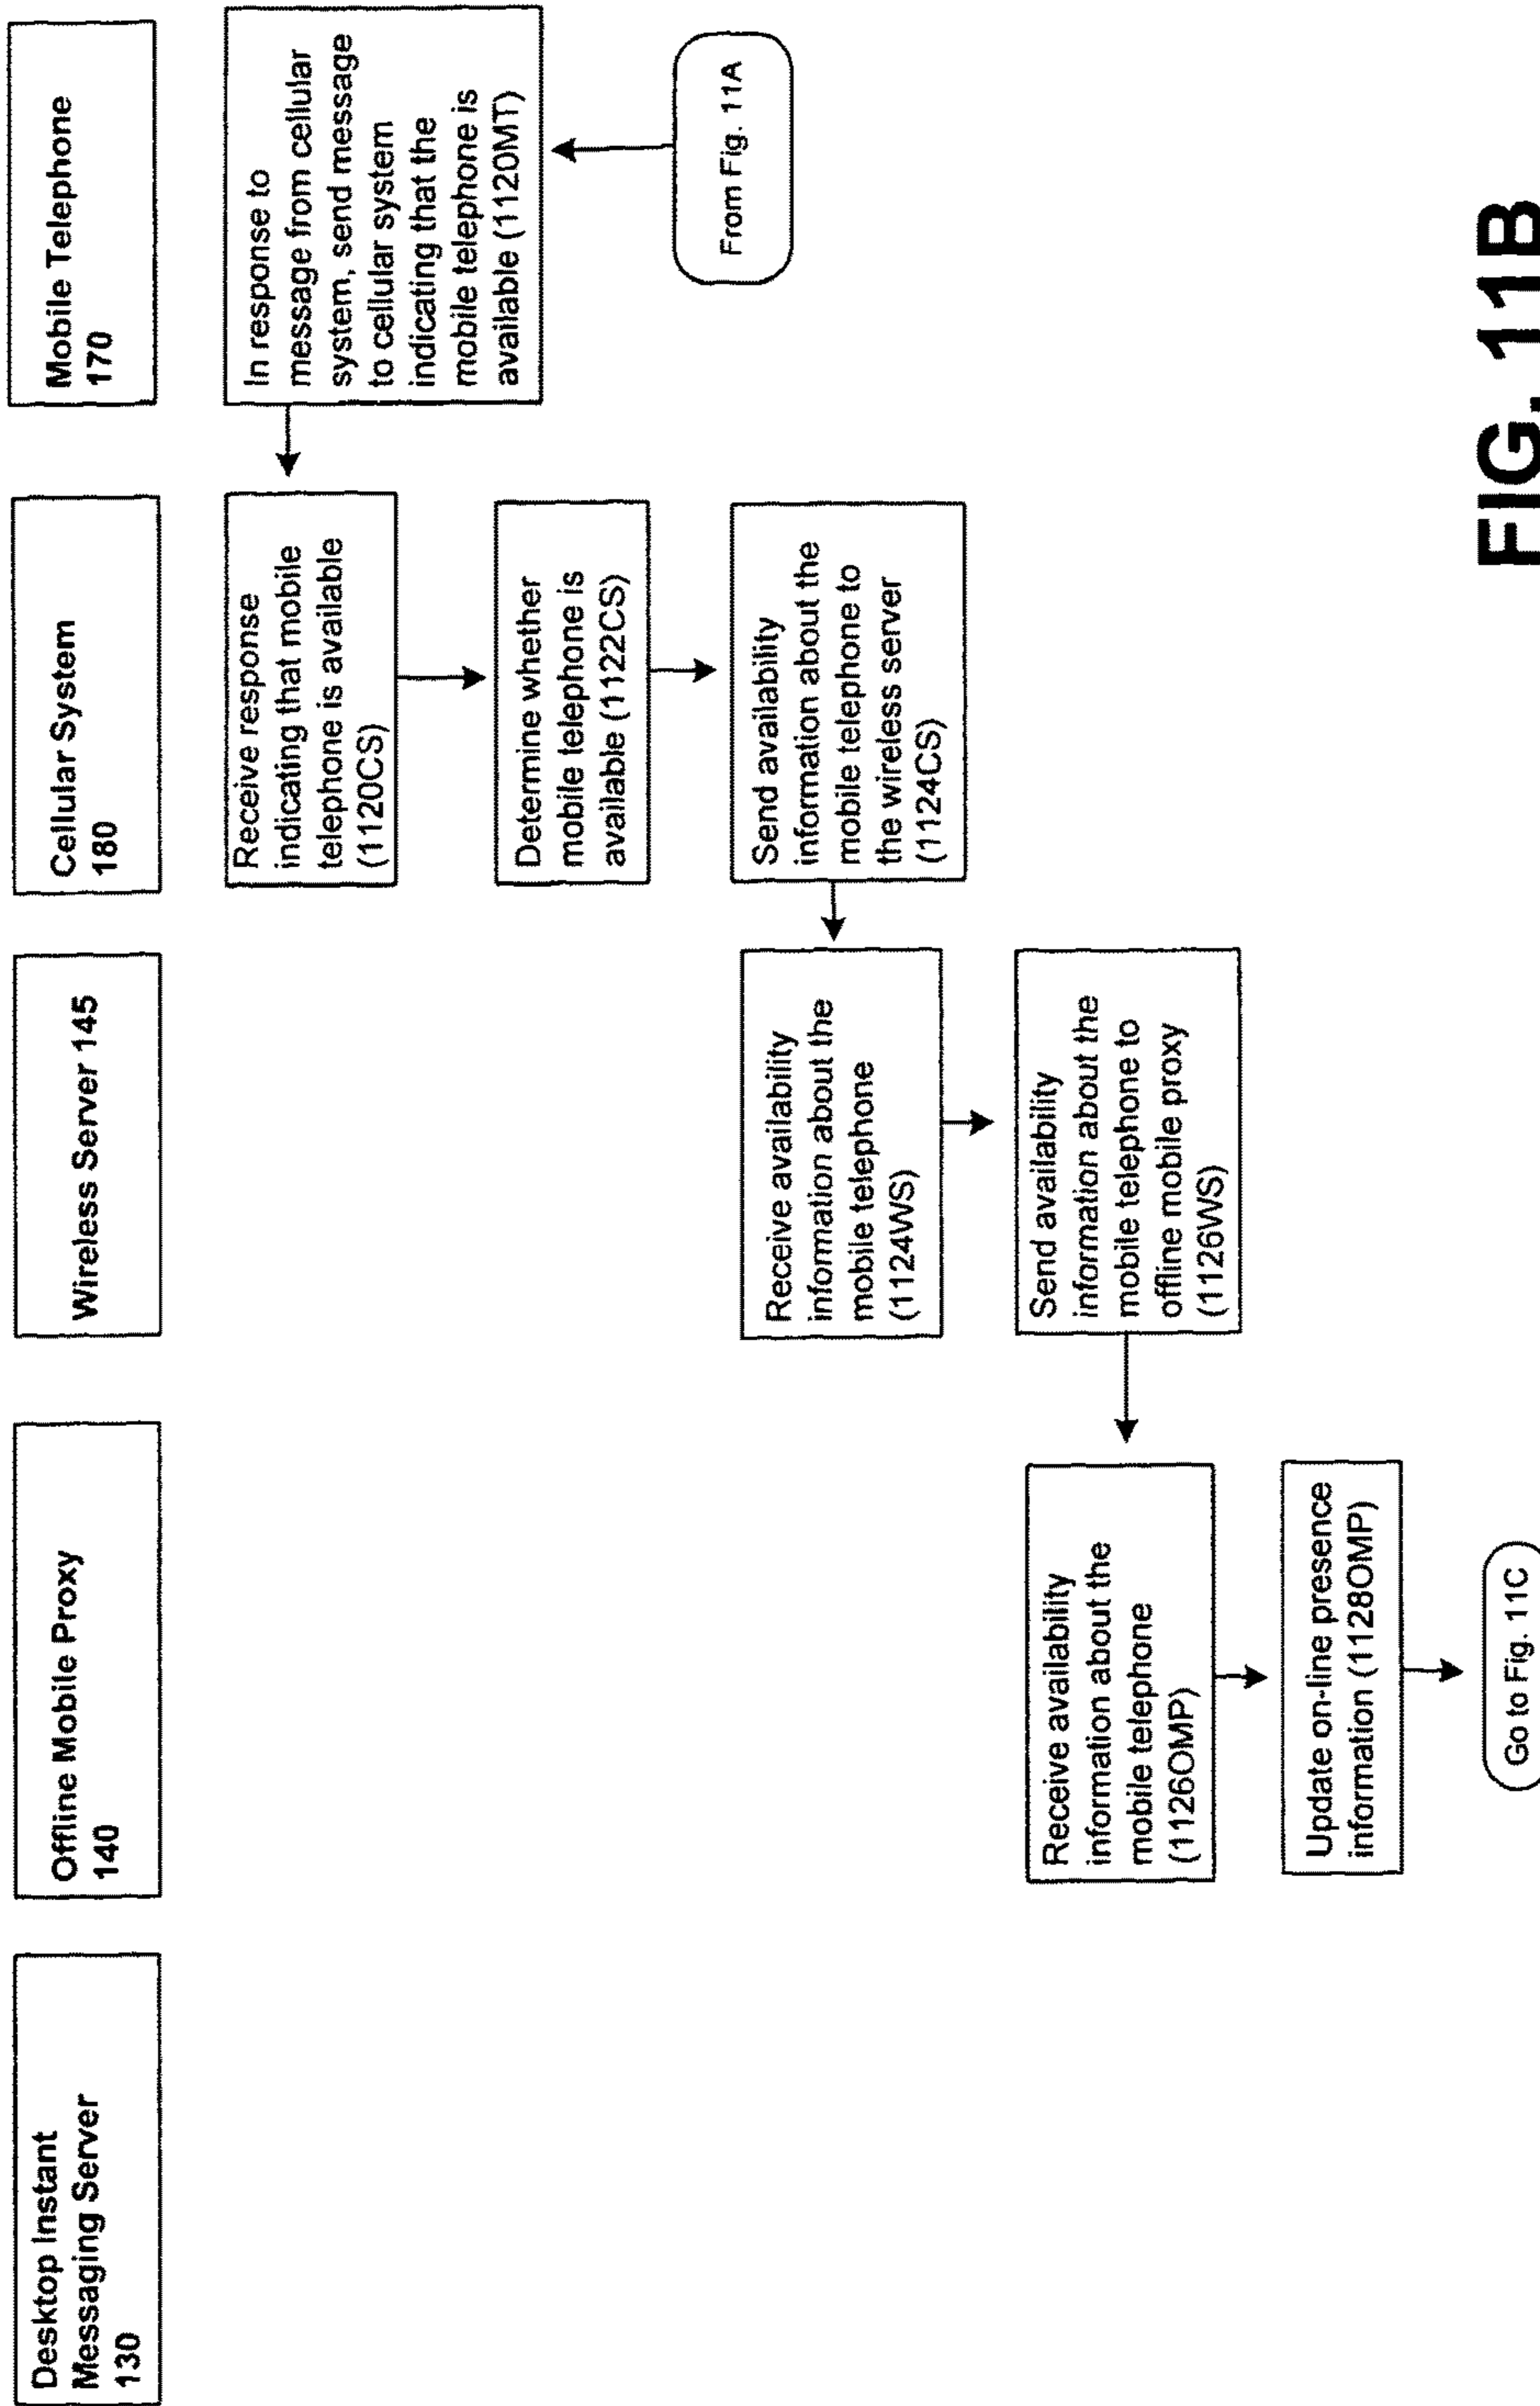 Desktop Instant
Messaging Server
130
Offline Mobile Proxy
140
Wireless Server 145
Cellular System
180
Mobile Telephone
170
In response to
message from cellular
system, send message
to cellular system
indicating that the
mobile telephone is
available (1120MT)
From Fig. 11A
Receive response
indicating that mobile
telephone is available
(1120CS)
Determine whether
mobile telephone is
available (1122CS)
Send availability
information about the
mobile telephone to
the wireless server
(1124CS)
Receive availability
information about the
mobile telephone
(1124WS)
Send availability
information about the
mobile telephone to
offline mobile proxy
(1126WS)
Receive availability
information about the
mobile telephone
(1126OMP)
Update on-line presence
information (1128OMP)
Go to Fig. 11C
FIG. 11B